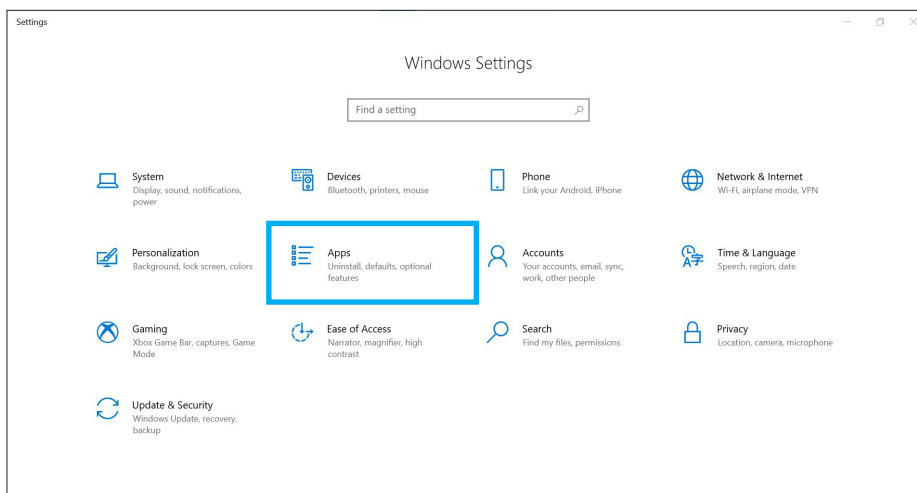 Settings
Windows Settings
Find a setting
System
Display, sound, notifications,
power
Devices
Bluetooth, printers, mouse
Phone
Link your Android, iPhone
Network & Internet
Wi-Fi, airplane mode, VPN
Personalization
Background, lock screen, colors
Apps
Uninstall, defaults, optional
features
Accounts
Your accounts, email, sync,
work, other people
Time & Language
Speech, region, date
Gaming
Xbox Game Bar, captures, Game
Mode
Ease of Access
Narrator, magnifier, high
contrast
Search
Find my files, permissions
Privacy
Location, camera, microphone
Update & Security
Windows Update, recovery,
backup